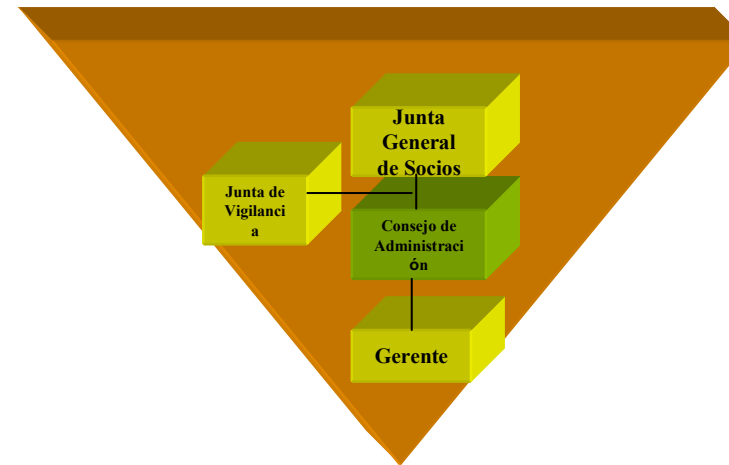 Junta
General
de Socios
Junta de
Vigilanci
a
Consejo de
Administraci
ón
Gerente